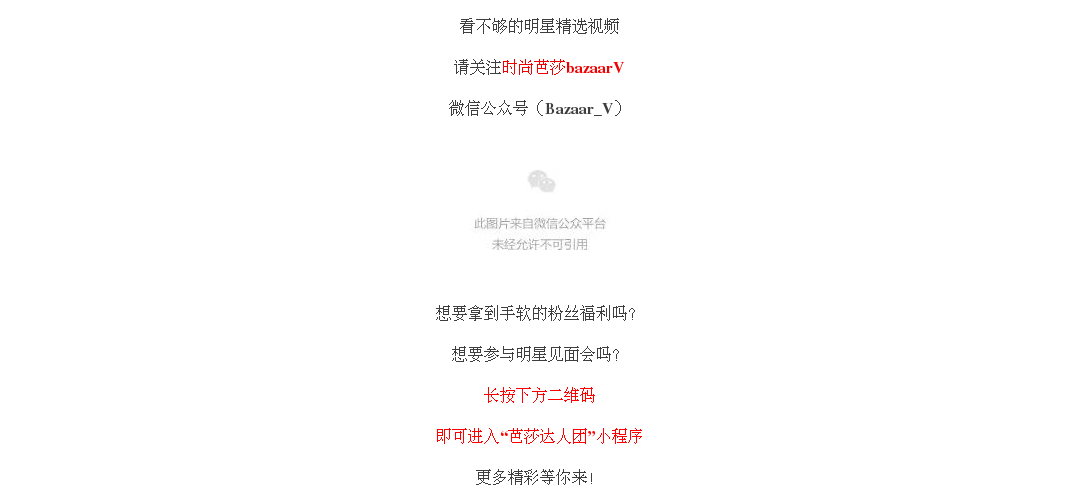 看不够的明星精选视频
请关注时尚芭莎bazaarV
微信公众号（Bazaar_V）
此图片来自微信公众平台
未经允许不可引用
想要拿到手软的粉丝福利吗?
想要参与明星见面会吗?
长按下方二维码
即可进入“芭莎达人团”小程序
更多精彩等你来!